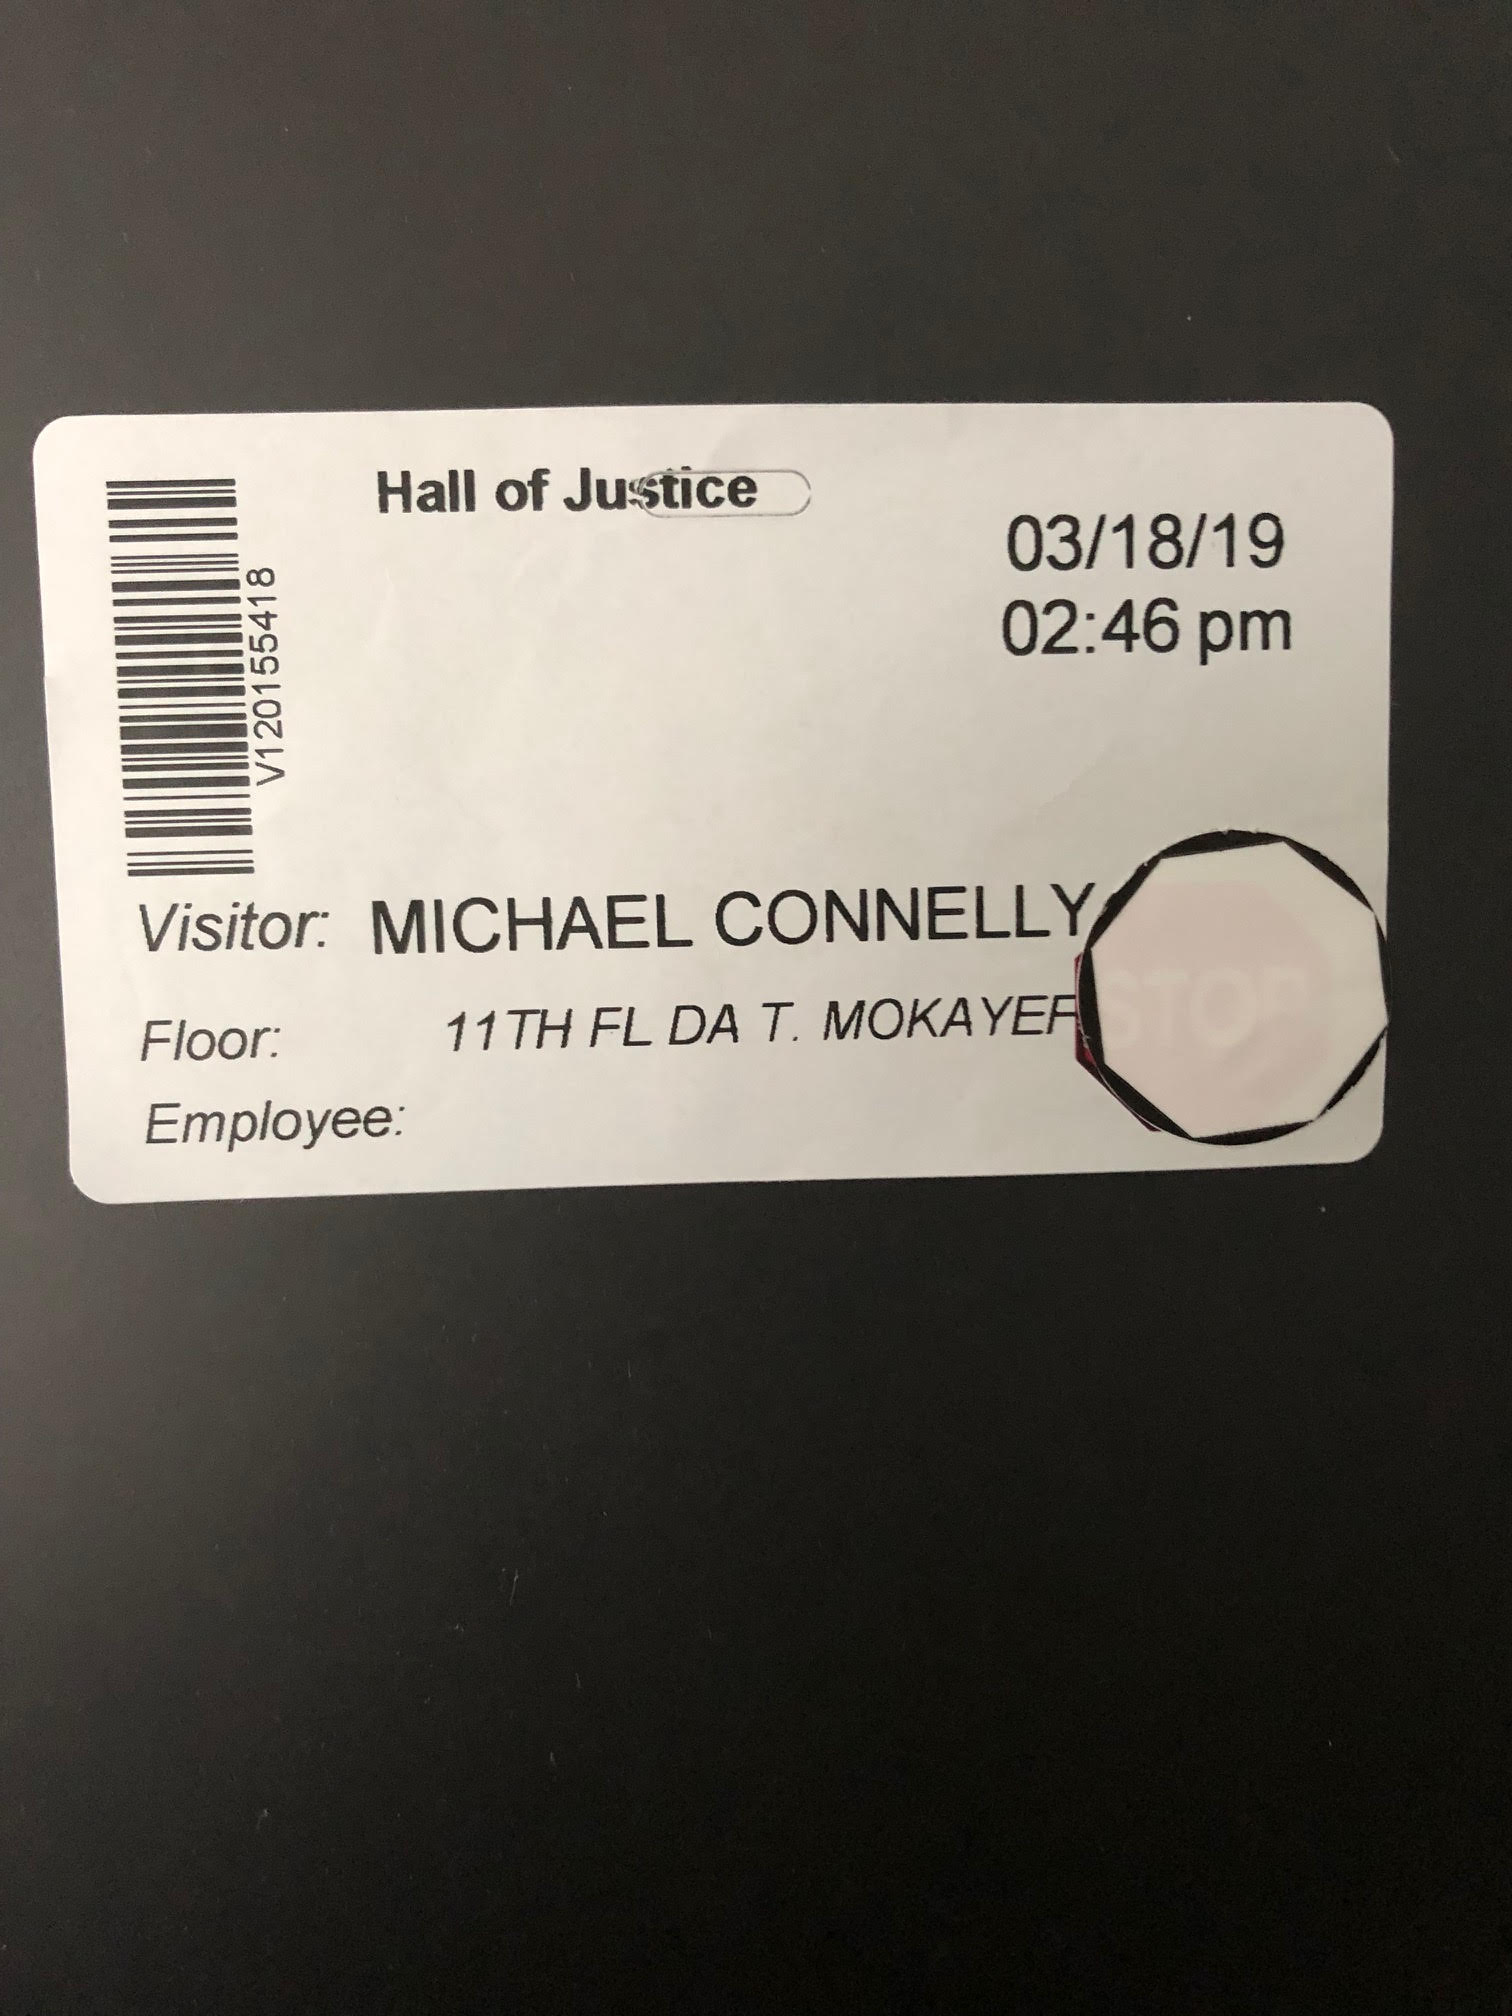 Hall of Justice
03/18/19
02:46 pm
V120155418
Visitor: MICHAEL CONNELLY
Floor: 11TH FL DA T.
Employee:
STOP